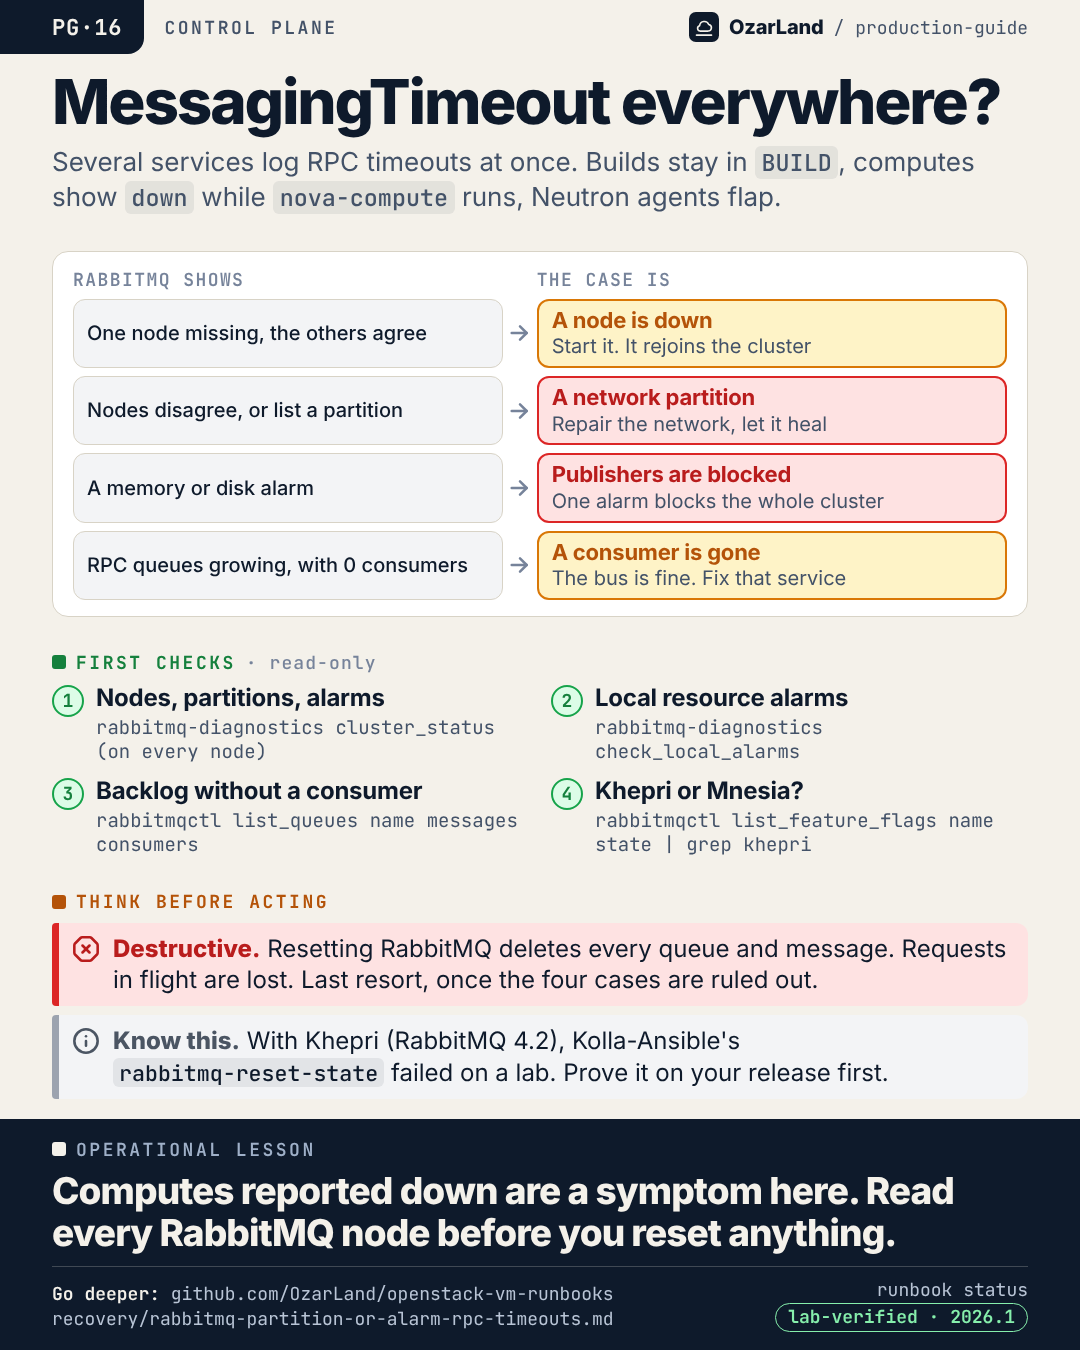 PG·16
CONTROL PLANE
OzarLand / production-guide
MessagingTimeout everywhere?
Several services log RPC timeouts at once. Builds stay in BUILD, computes
show down while nova-compute runs, Neutron agents flap.
RABBITMQ SHOWS
THE CASE IS
One node missing, the others agree
→
A node is down
Start it. It rejoins the cluster
Nodes disagree, or list a partition
→
A network partition
Repair the network, let it heal
A memory or disk alarm
→
Publishers are blocked
One alarm blocks the whole cluster
RPC queues growing, with 0 consumers
→
A consumer is gone
The bus is fine. Fix that service
FIRST CHECKS · read-only
1 Nodes, partitions, alarms
rabbitmq-diagnostics cluster_status
(on every node)
2 Local resource alarms
rabbitmq-diagnostics
check_local_alarms
3 Backlog without a consumer
rabbitmqctl list_queues name messages
consumers
4 Khepri or Mnesia?
rabbitmqctl list_feature_flags name
state | grep khepri
THINK BEFORE ACTING
Destructive. Resetting RabbitMQ deletes every queue and message. Requests
in flight are lost. Last resort, once the four cases are ruled out.
Know this. With Khepri (RabbitMQ 4.2), Kolla-Ansible's
rabbitmq-reset-state failed on a lab. Prove it on your release first.
OPERATIONAL LESSON
Computes reported down are a symptom here. Read
every RabbitMQ node before you reset anything.
Go deeper: github.com/OzarLand/openstack-vm-runbooks
recovery/rabbitmq-partition-or-alarm-rpc-timeouts.md
runbook status
lab-verified · 2026.1